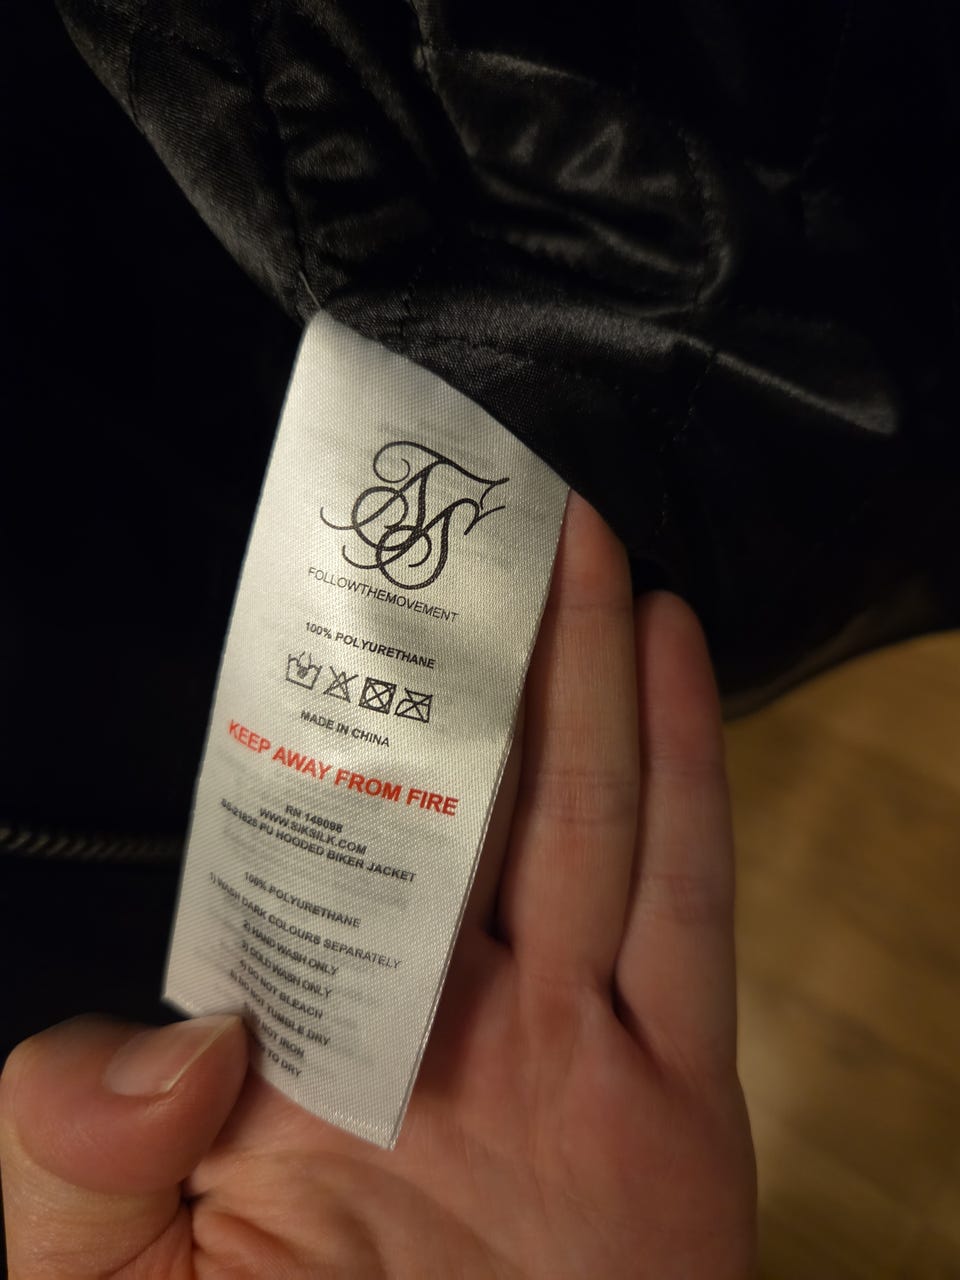 FOLLOWTHEMOVEMENT
100% POLYURETHANE
MADE IN CHINA
KEEP AWAY FROM FIRE
RN 149098
WWW.SIKSILK.COM
SS-21628 PU HOODED BIKER JACKET
100% POLYURETHANE
1) WASH DARK COLOURS SEPARATELY
2) HAND WASH ONLY
3) COLD WASH ONLY
4) DO NOT BLEACH
5) DO NOT TUMBLE DRY
NOT IRON
TO DRY